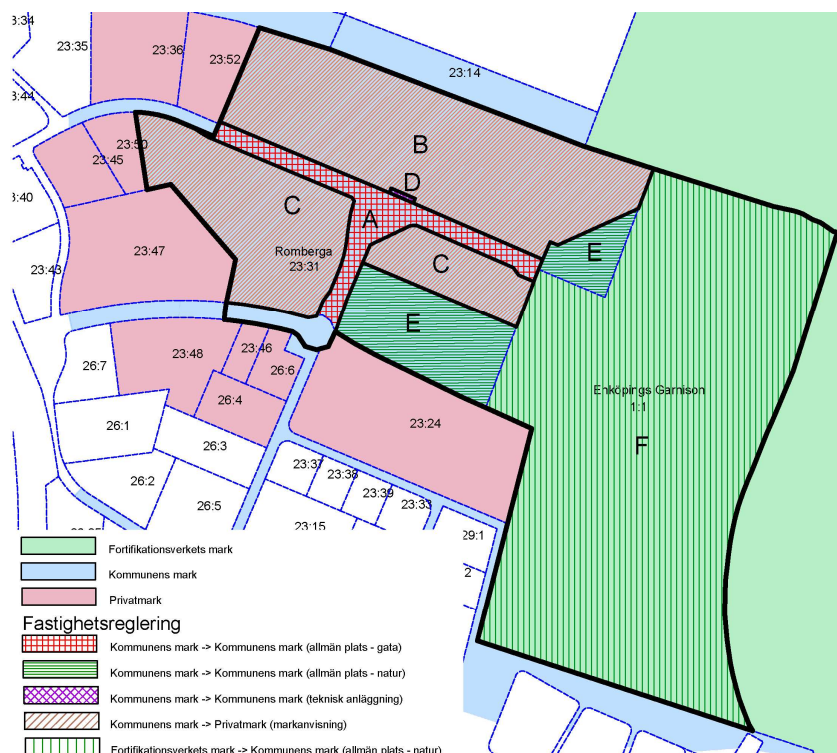 3:34
23:35
23:36
23:52
23:14
3:44
B
23:50
23:45
D
3:40
C
A
Romberga
23:31
C
E
23:47
23:43
E
23:48
23:46
26:7
26:6
Enköpings Garnison
1:1
26:4
23:24
26:1
26:3
F
26:2
23:37
23:38
23:39
23:33
26:5
23:15
29:1
2
Fortifikationsverkets mark
Kommunens mark
Privatmark
Fastighetsreglering
Kommunens mark -> Kommunens mark (allmän plats - gata)
Kommunens mark -> Kommunens mark (allmän plats - natur)
Kommunens mark -> Kommunens mark (teknisk anläggning)
Kommunens mark -> Privatmark (markanvisning)
Fortifikationsverkets mark -> Kommunens mark (allmän plats - natur)